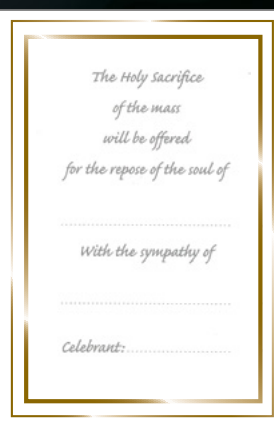 The Holy Sacrifice
of the mass
will be offered
for the repose of the soul of
................................................
With the sympathy of
................................................
Celebrant:.............................